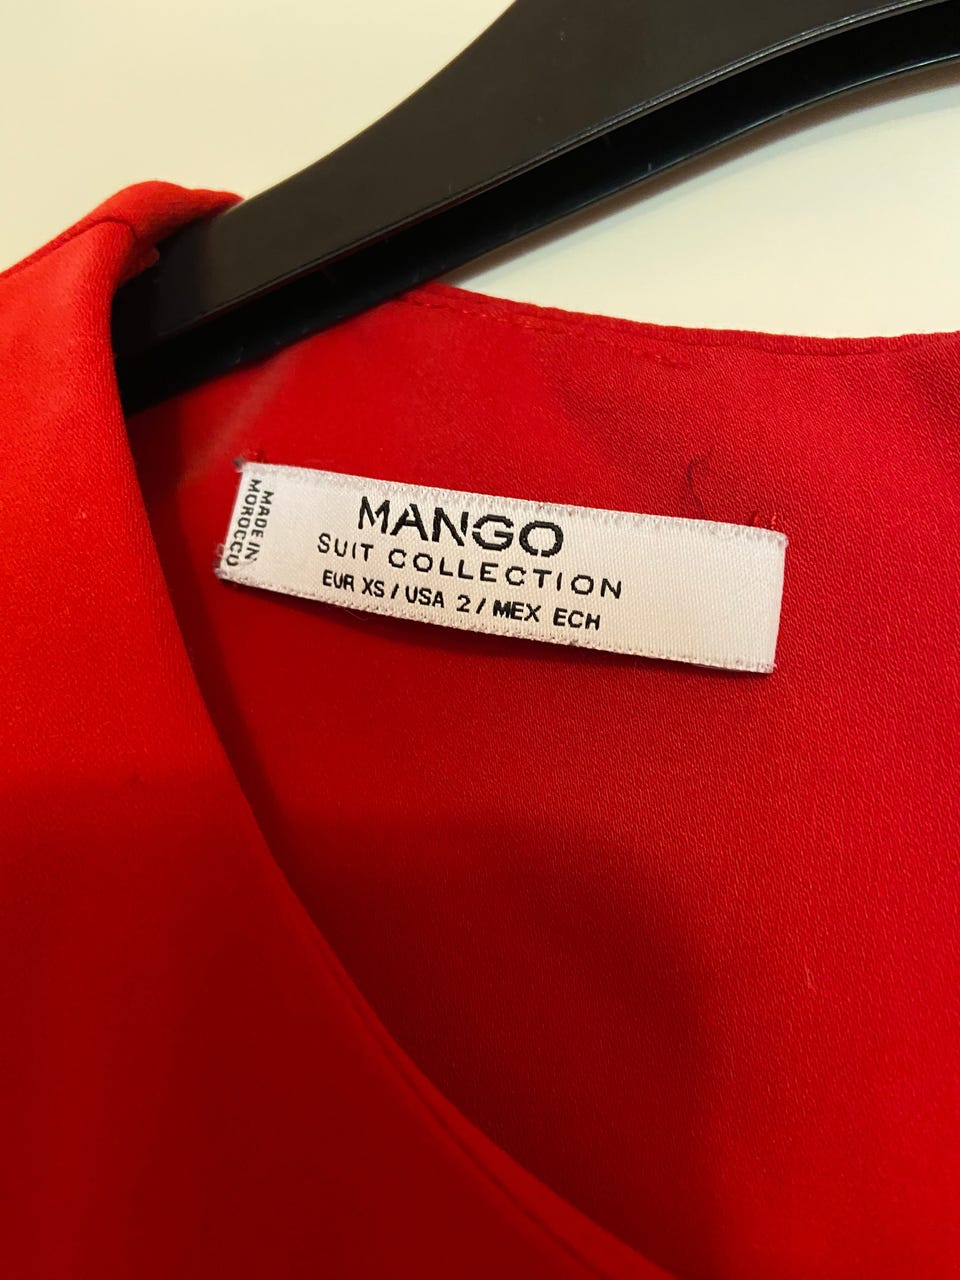 MANGO
SUIT COLLECTION
EUR XS / USA 2 / MEX ECH
MADE IN
MOROCCO